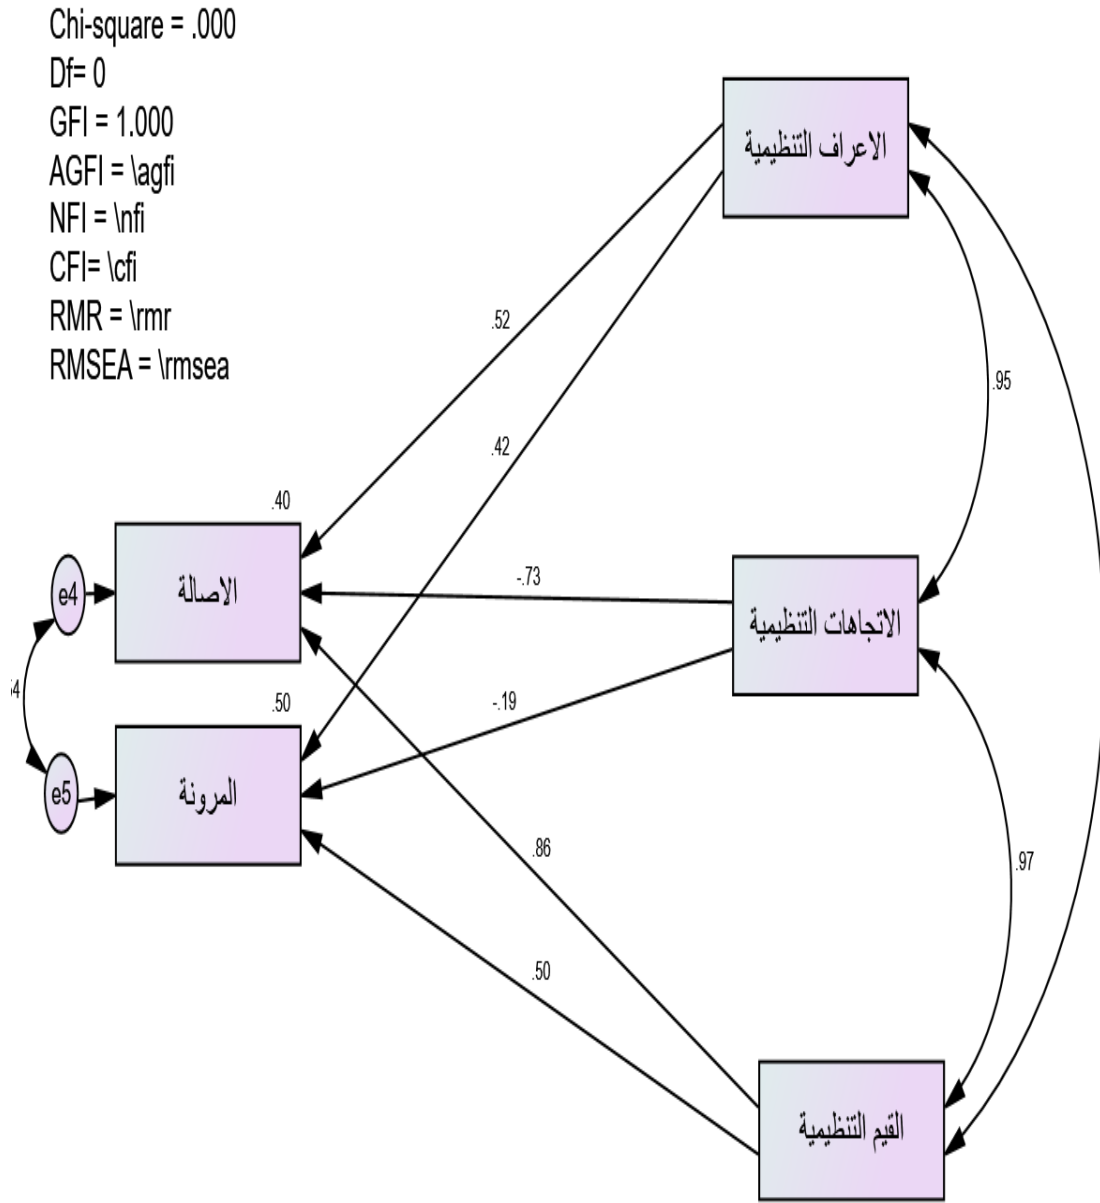 Chi-square = .000
Df= 0
GFI = 1.000
AGFI = \agfi
NFI = \nfi
CFI= \cfi
RMR = \rmr
RMSEA = \rmsea
الاعراف التنظيمية
.52
.95
.42
.40
e4
الاصالة
-.73
الاتجاهات التنظيمية
.50
-.19
e5
المرونة
.86
.97
.50
القيم التنظيمية